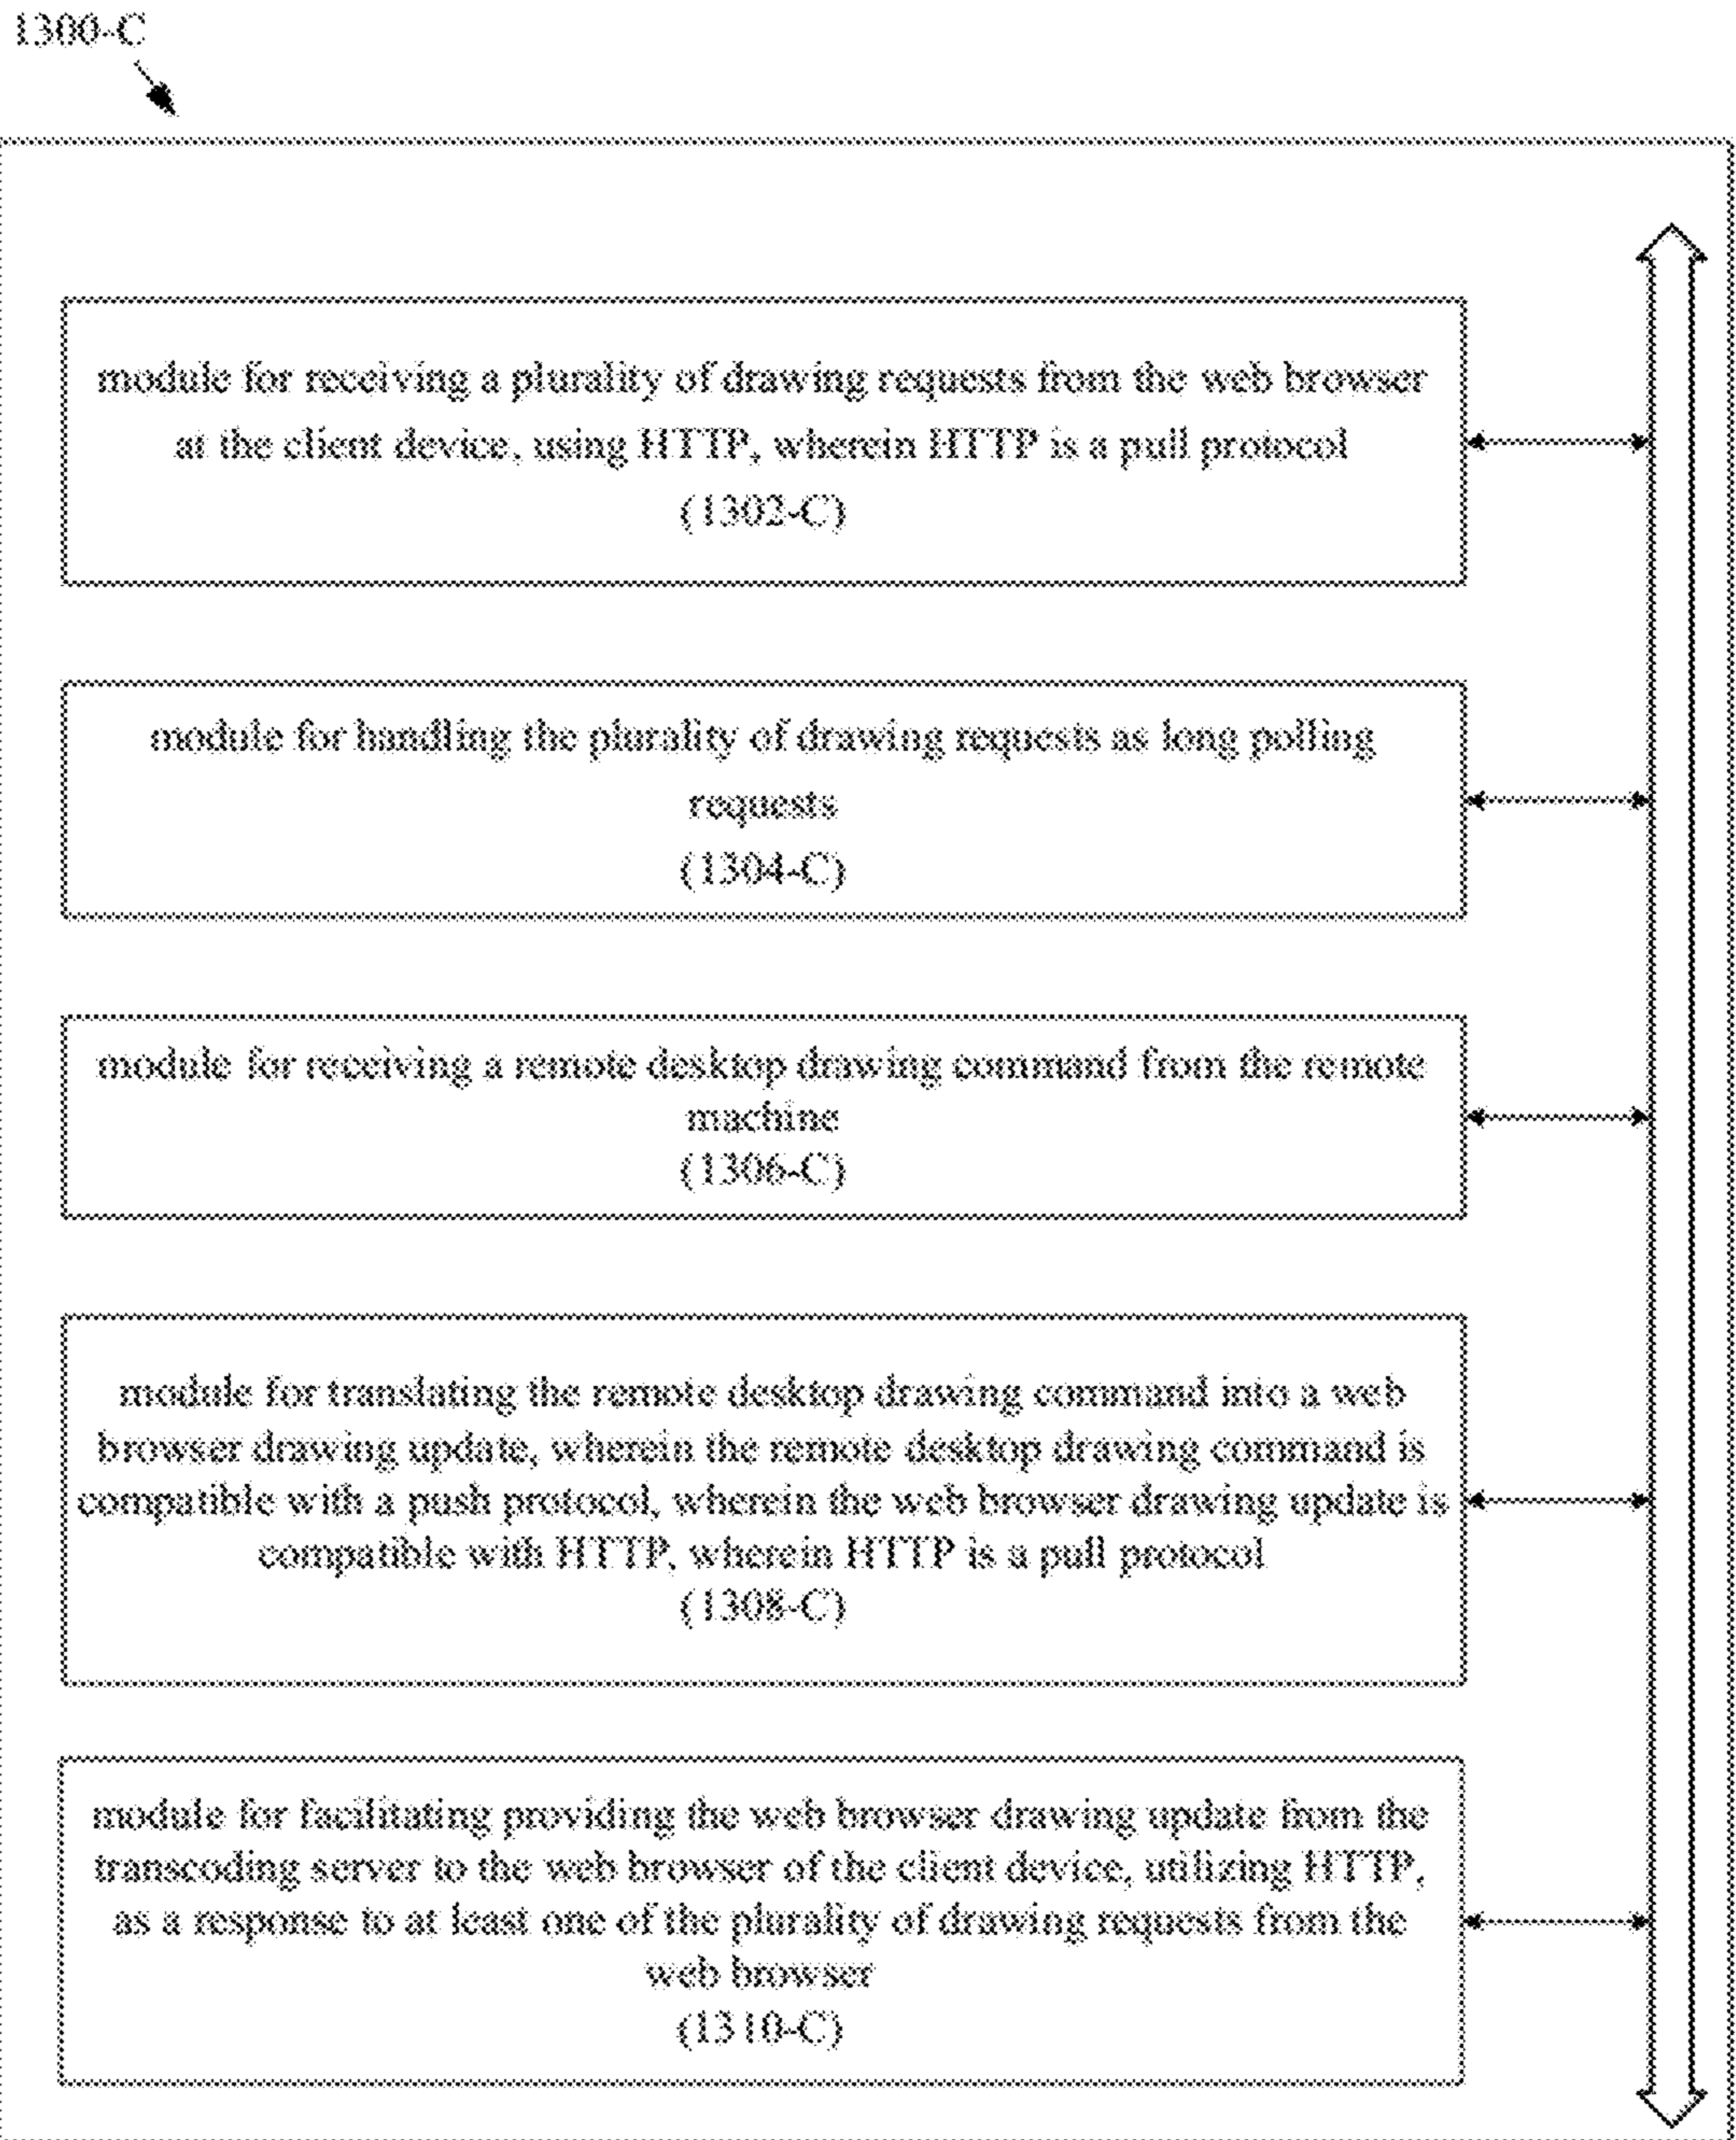 1300-C
module for receiving a plurality of drawing requests from the web browser
at the client device, using HTTP, wherein HTTP is a pull protocol
(1302-C)
module for handling the plurality of drawing requests as long polling
requests
(1304-C)
module for receiving a remote desktop drawing command from the remote
machine
(1306-C)
module for translating the remote desktop drawing command into a web
browser drawing update, wherein the remote desktop drawing command is
compatible with a push protocol, wherein the web browser drawing update is
compatible with HTTP, wherein HTTP is a pull protocol
(1308-C)
module for facilitating providing the web browser drawing update from the
transcoding server to the web browser of the client device, utilizing HTTP,
as a response to at least one of the plurality of drawing requests from the
web browser
(1310-C)